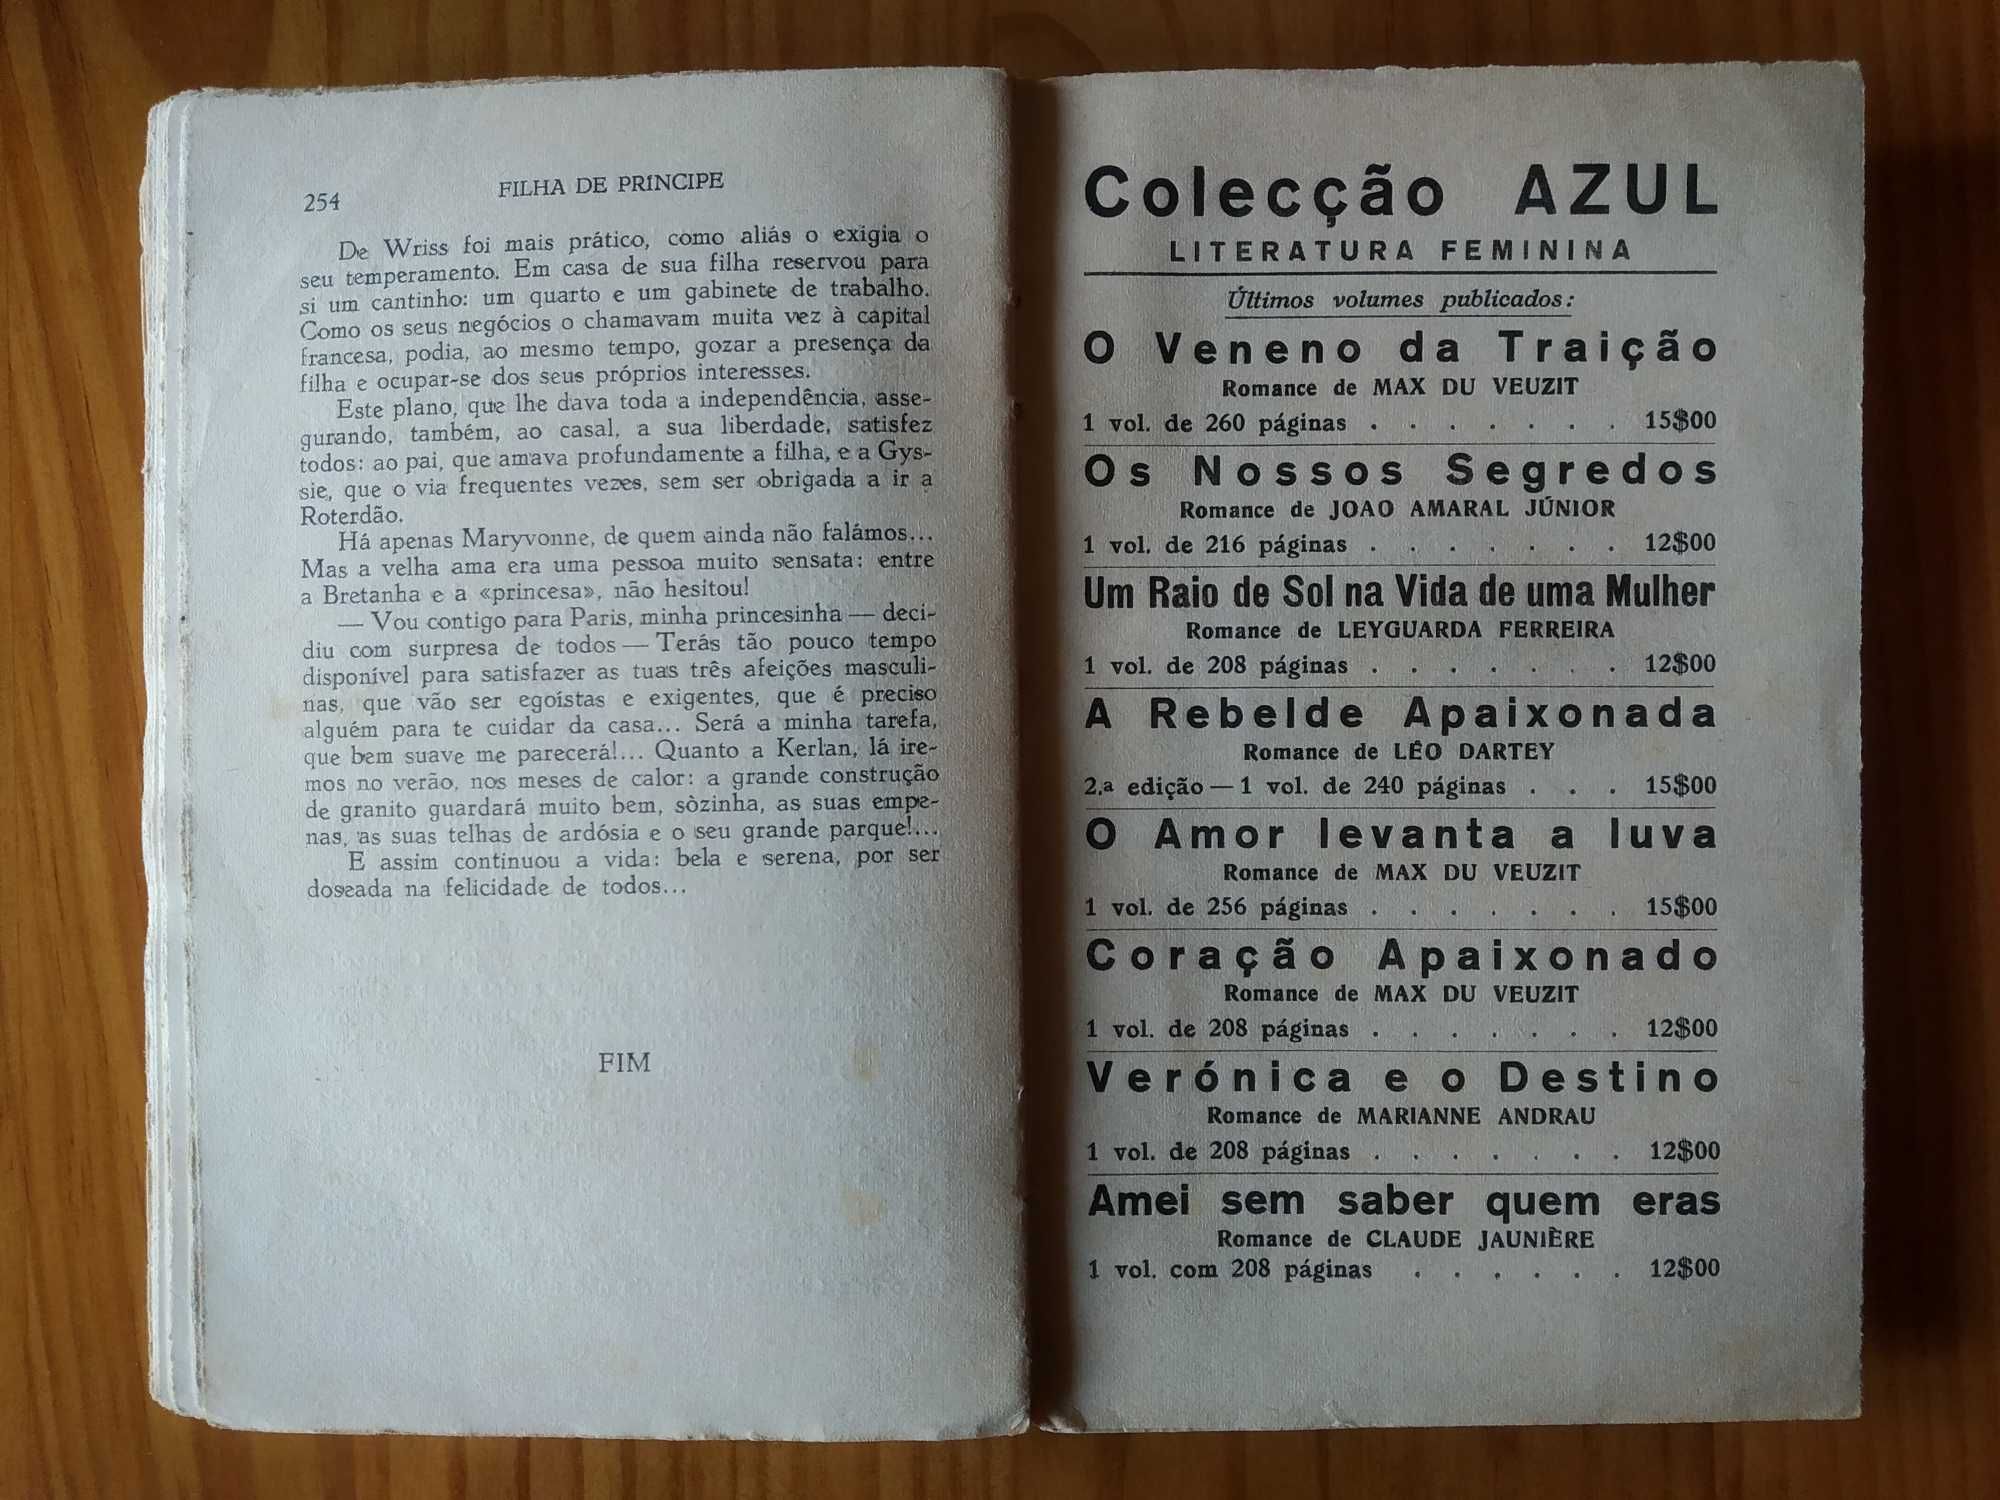 254
FILHA DE PRÍNCIPE
De Wriss foi mais prático, como aliás o exigia o
seu temperamento. Em casa de sua filha reservou para
si um cantinho: um quarto e um gabinete de trabalho.
Como os seus negócios o chamavam muita vez à capital
francesa, podia, ao mesmo tempo, gozar a presença da
filha e ocupar-se dos seus próprios interesses.
Este plano, que lhe dava toda a independência, asse-
gurando, também, ao casal, a sua liberdade, satisfez
todos: ao pai, que amava profundamente a filha, e a Gys-
sie, que o via frequentes vezes, sem ser obrigada a ir a
Roterdão.
Há apenas Maryvonne, de quem ainda não falámos...
Mas a velha ama era uma pessoa muito sensata: entre
a Bretanha e a «princesa», não hesitou!
— Vou contigo para Paris, minha princesinha — deci-
diu com surpresa de todos — Terás tão pouco tempo
disponível para satisfazer as tuas três afeições masculi-
nas, que vão ser egoístas e exigentes, que é preciso
alguém para te cuidar da casa... Será a minha tarefa,
que bem suave me parecerá!... Quanto a Kerlan, lá ire-
mos no verão, nos meses de calor: a grande construção
de granito guardará muito bem, sòzinha, as suas empe-
nas, as suas telhas de ardósia e o seu grande parque!...
E assim continuou a vida: bela e serena, por ser
doseada na felicidade de todos...
FIM
Colecção AZUL
LITERATURA FEMININA
Últimos volumes publicados:
O Veneno da Traição
Romance de MAX DU VEUZIT
1 vol. de 260 páginas . . . . . . . 15$00
Os Nossos Segredos
Romance de JOAO AMARAL JÚNIOR
1 vol. de 216 páginas . . . . . . . 12$00
Um Raio de Sol na Vida de uma Mulher
Romance de LEYGUARDA FERREIRA
1 vol. de 208 páginas . . . . . . . 12$00
A Rebelde Apaixonada
Romance de LÉO DARTEY
2.ª edição — 1 vol. de 240 páginas . . . 15$00
O Amor levanta a luva
Romance de MAX DU VEUZIT
1 vol. de 256 páginas . . . . . . . 15$00
Coração Apaixonado
Romance de MAX DU VEUZIT
1 vol. de 208 páginas . . . . . . . 12$00
Verónica e o Destino
Romance de MARIANNE ANDRAU
1 vol. de 208 páginas . . . . . . . 12$00
Amei sem saber quem eras
Romance de CLAUDE JAUNIÈRE
1 vol. com 208 páginas . . . . . . 12$00